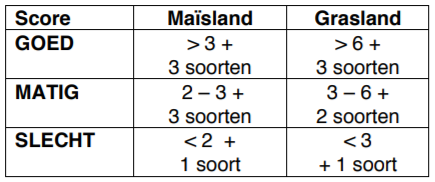 Score Maïsland Grasland
GOED > 3 + > 6 +
3 soorten 3 soorten
MATIG 2 – 3 + 3 – 6 +
3 soorten 2 soorten
SLECHT < 2 + < 3
1 soort + 1 soort